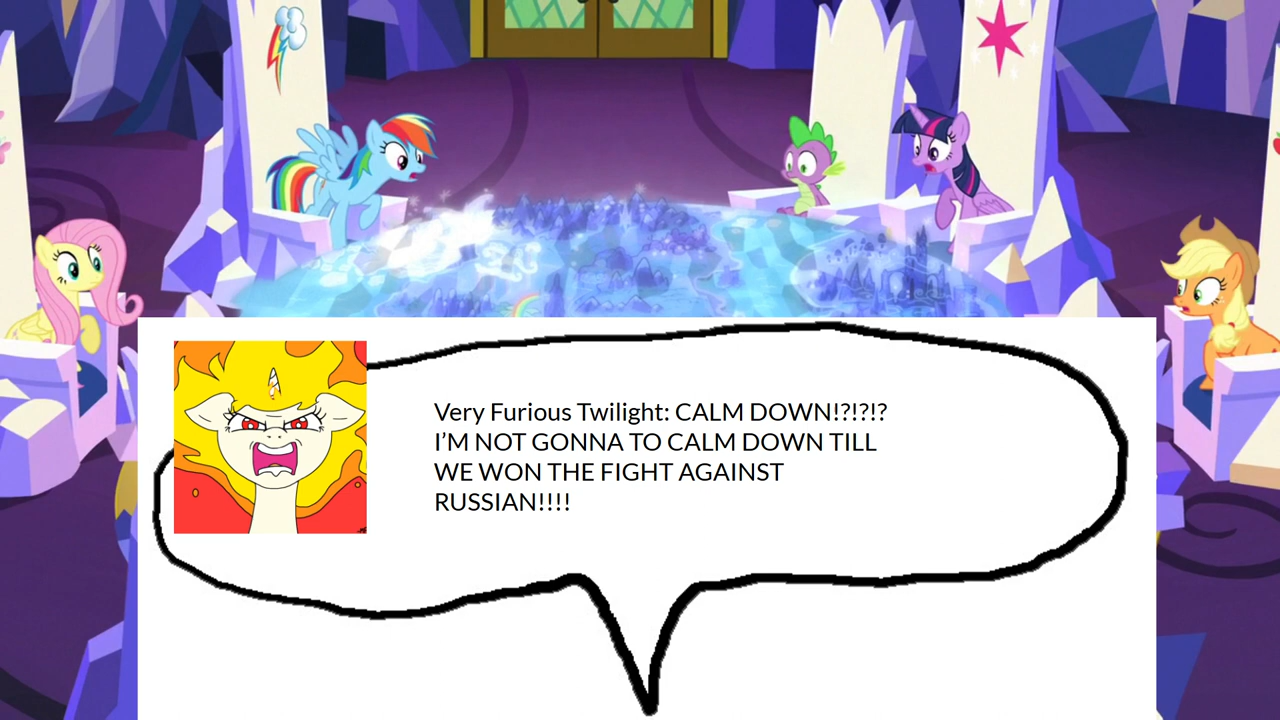 Very Furious Twilight: CALM DOWN!?!?!?
I'M NOT GONNA TO CALM DOWN TILL
WE WON THE FIGHT AGAINST
RUSSIAN!!!!